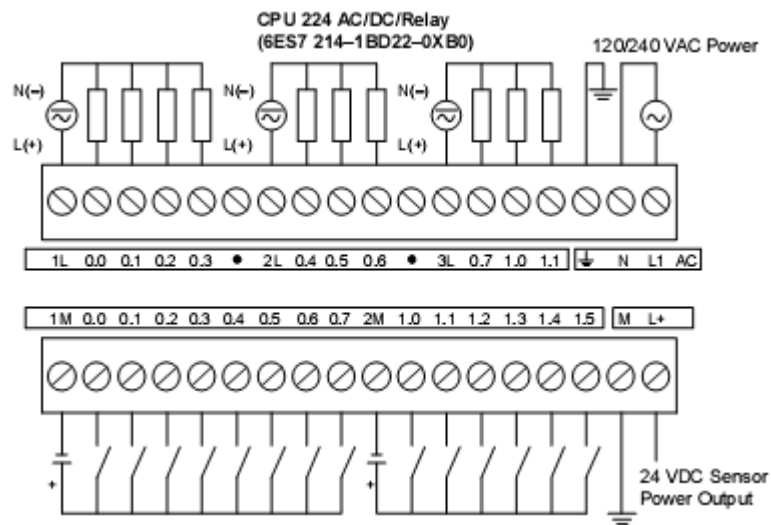 CPU 224 AC/DC/Relay
(6ES7 214–1BD22–0XB0)
120/240 VAC Power
N(–) N(–) N(–)
L(+) L(+) L(+)
1L 0.0 0.1 0.2 0.3 • 2L 0.4 0.5 0.6 • 3L 0.7 1.0 1.1 N L1 AC
1M 0.0 0.1 0.2 0.3 0.4 0.5 0.6 0.7 2M 1.0 1.1 1.2 1.3 1.4 1.5 M L+
+ +
24 VDC Sensor
Power Output